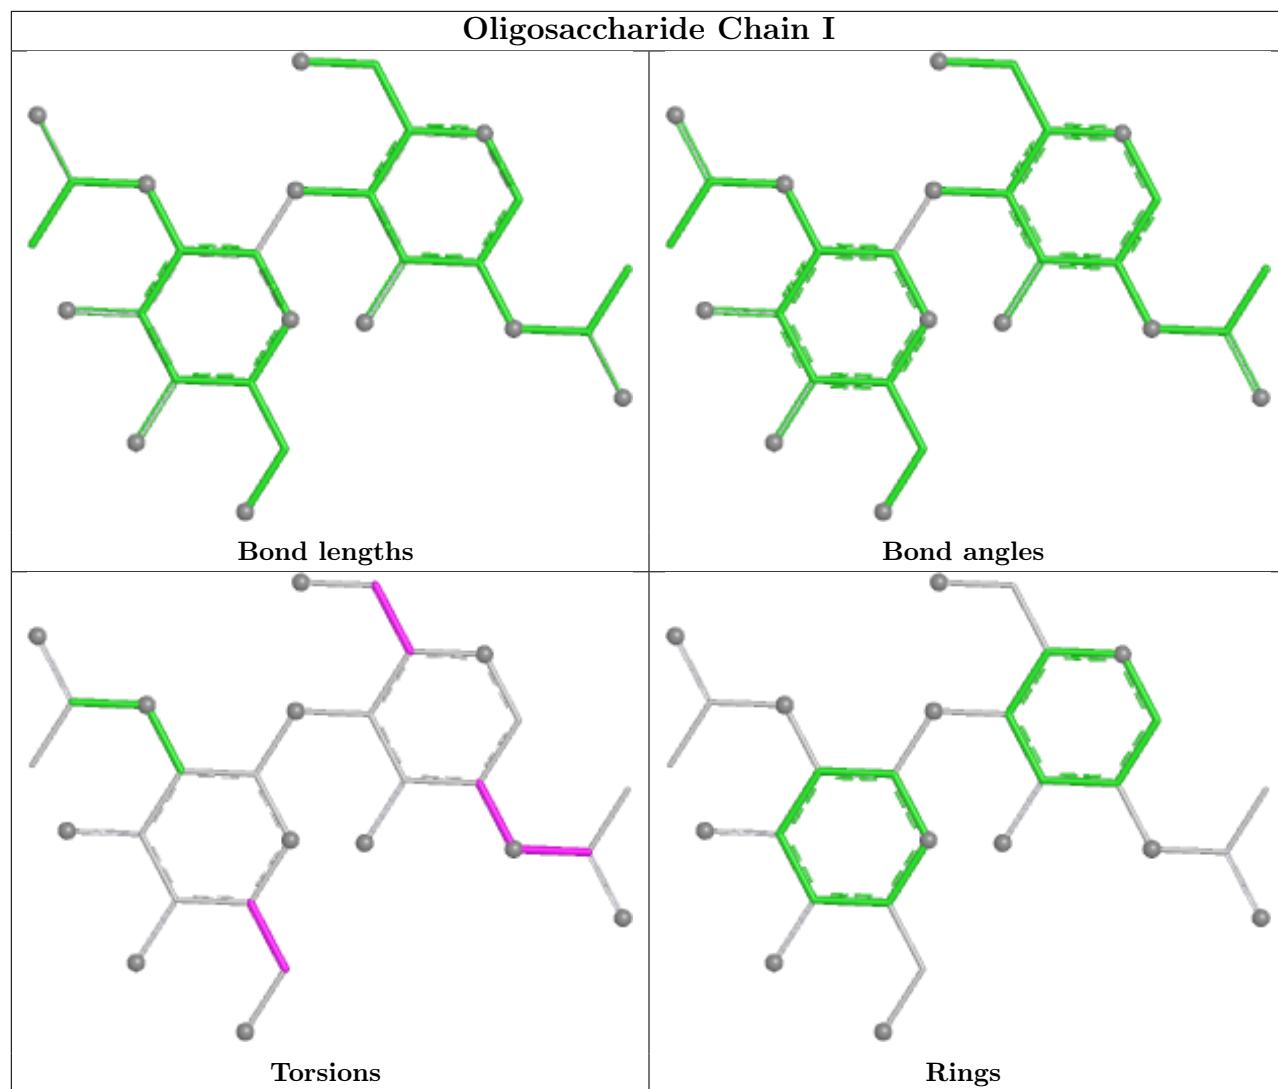 Oligosaccharide Chain I
Bond lengths
Bond angles
Torsions
Rings